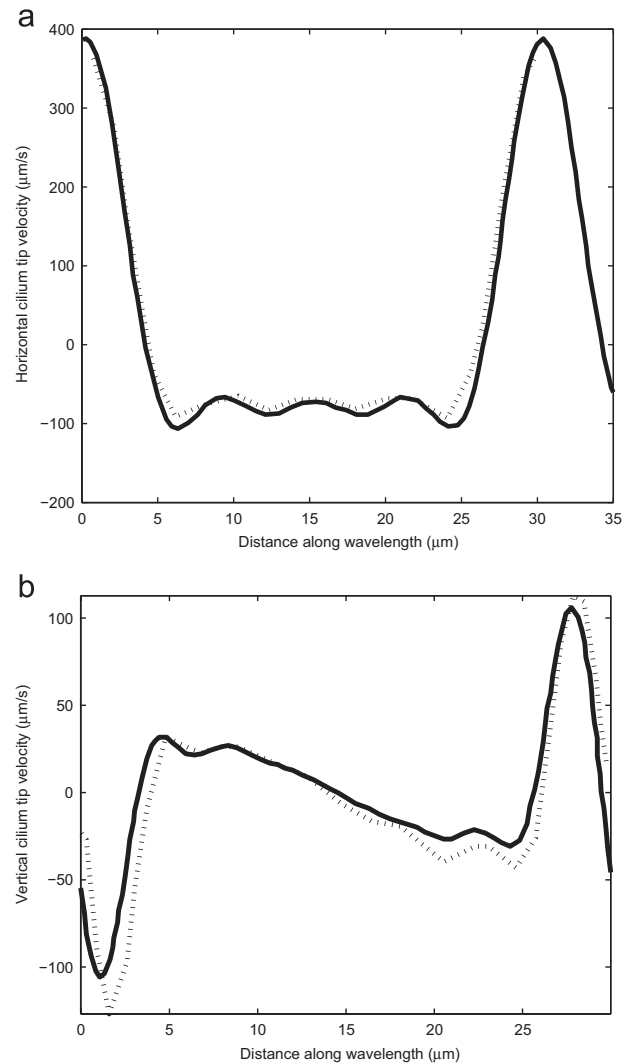 a
400
300
200
100
0
−100
−200
Horizontal cilium tip velocity (μm/s)
0 5 10 15 20 25 30 35
Distance along wavelength (μm)
b
100
50
0
−50
−100
Vertical cilium tip velocity (μm/s)
0 5 10 15 20 25
Distance along wavelength (μm)